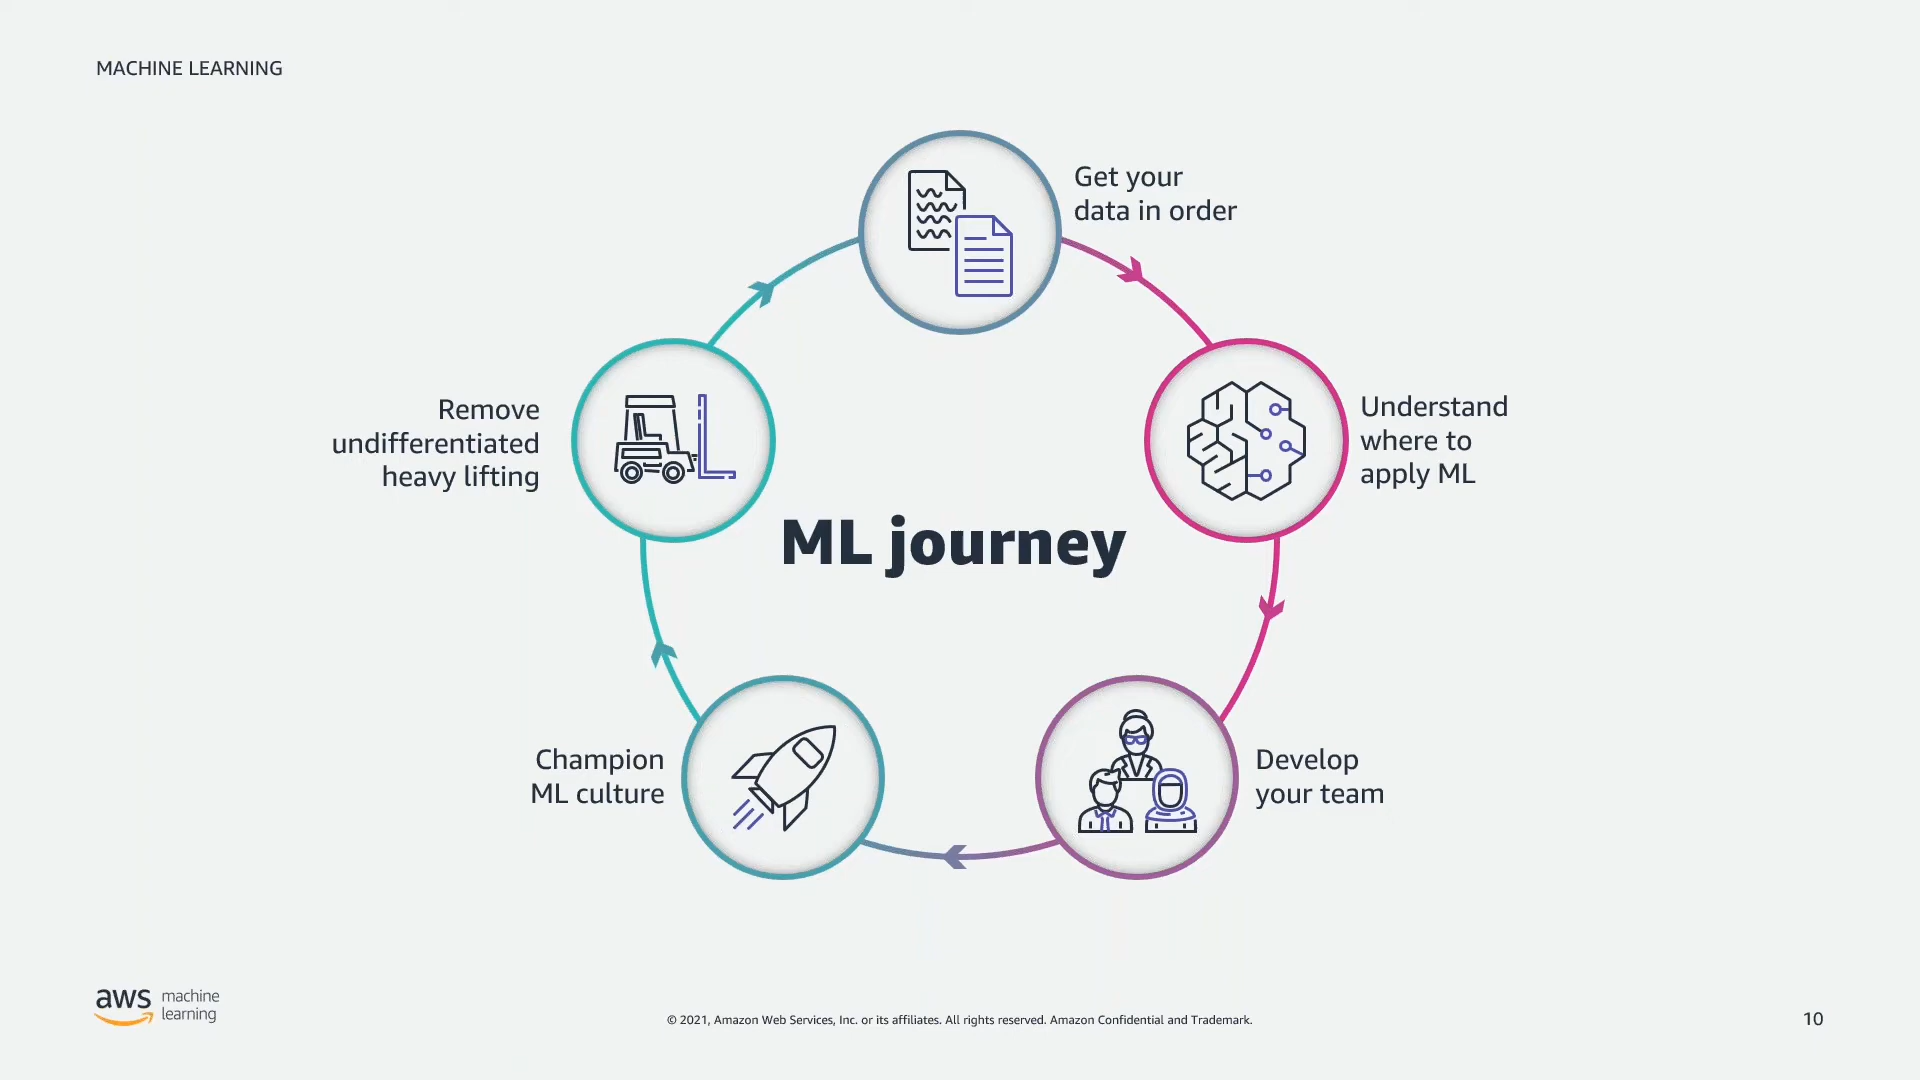 MACHINE LEARNING
Get your
data in order
Understand
where to
apply ML
Develop
your team
Champion
ML culture
Remove
undifferentiated
heavy lifting
ML journey
aws machine
learning
© 2021, Amazon Web Services, Inc. or its affiliates. All rights reserved. Amazon Confidential and Trademark.
10